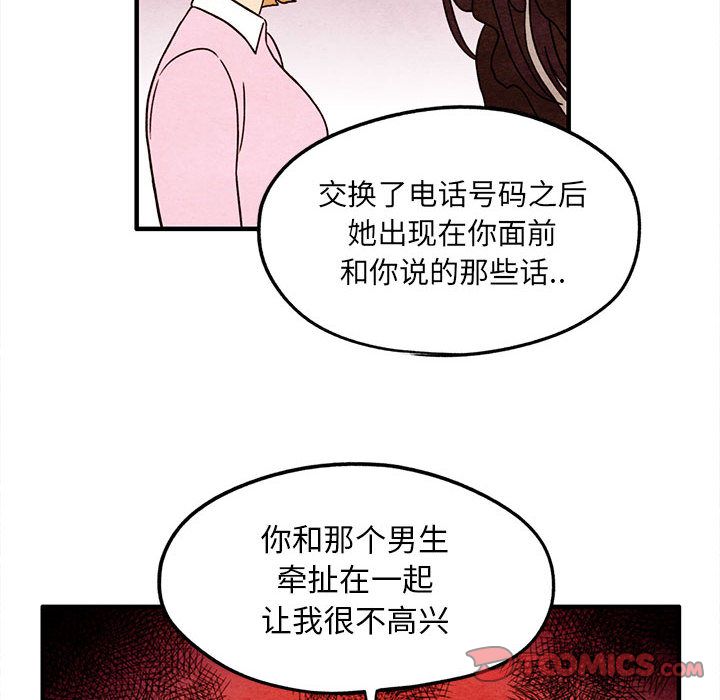 交换了电话号码之后
她出现在你面前
和你说的那些话..
你和那个男生
牵扯在一起
让我很不高兴
TOOMICS.com